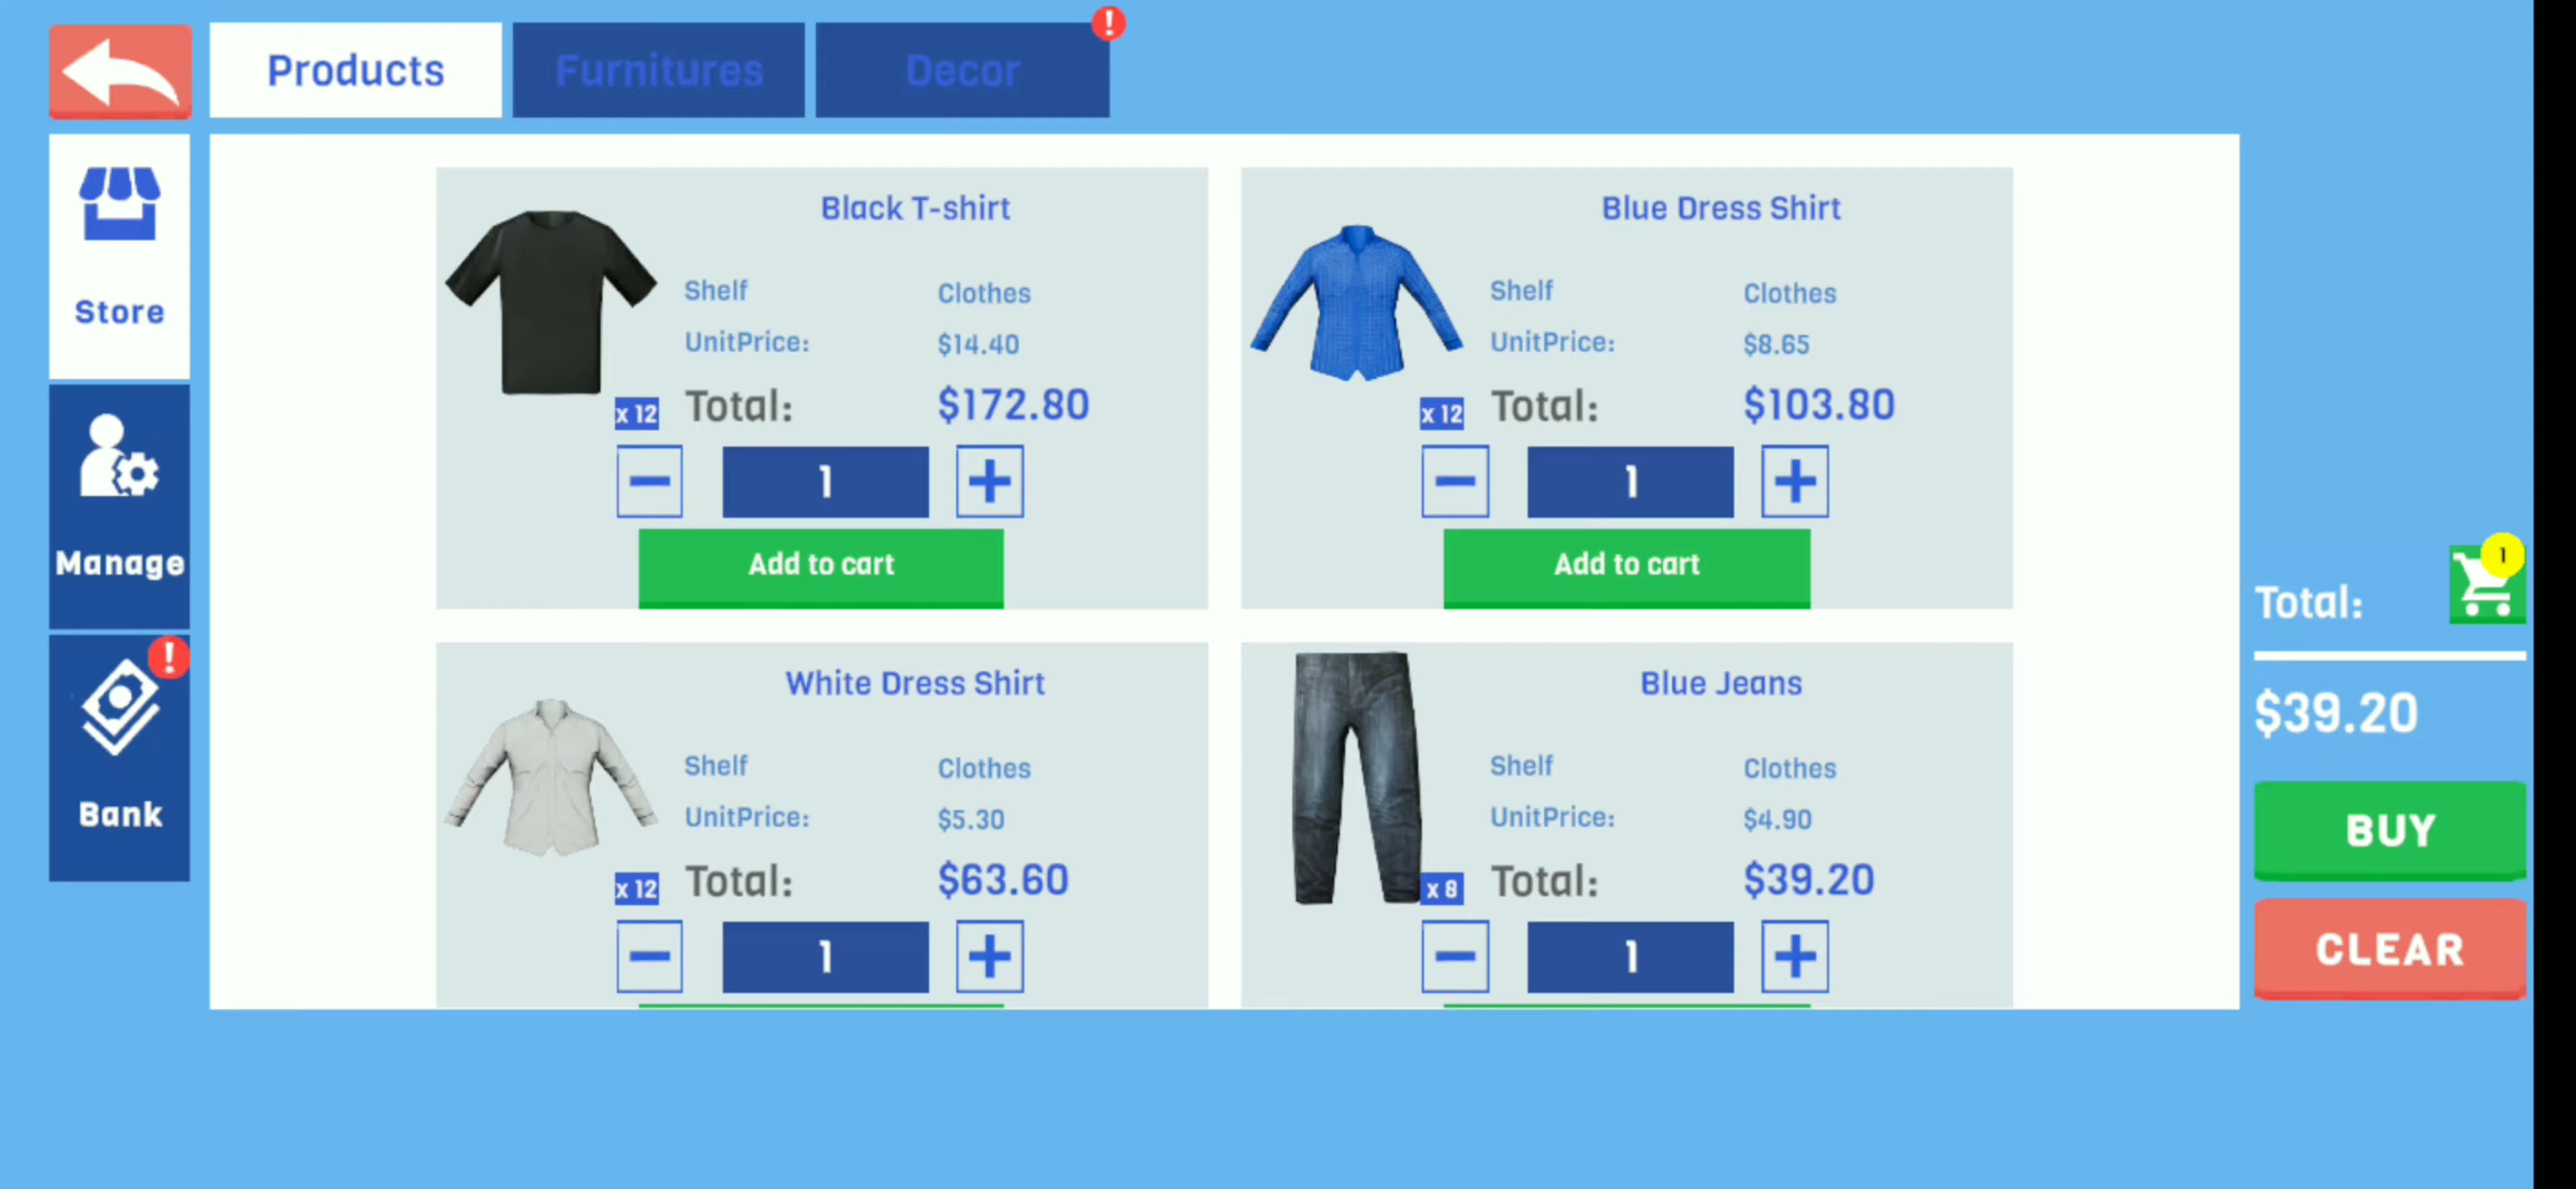 Products
Furnitures
Decor
!
Store
Manage
!
Bank
Black T-shirt
Shelf Clothes
UnitPrice: $14.40
x 12 Total: $172.80
1
Add to cart
Blue Dress Shirt
Shelf Clothes
UnitPrice: $8.65
x 12 Total: $103.80
1
Add to cart
White Dress Shirt
Shelf Clothes
UnitPrice: $5.30
x 12 Total: $63.60
1
Blue Jeans
Shelf Clothes
UnitPrice: $4.90
x 8 Total: $39.20
1
1
Total:
$39.20
BUY
CLEAR